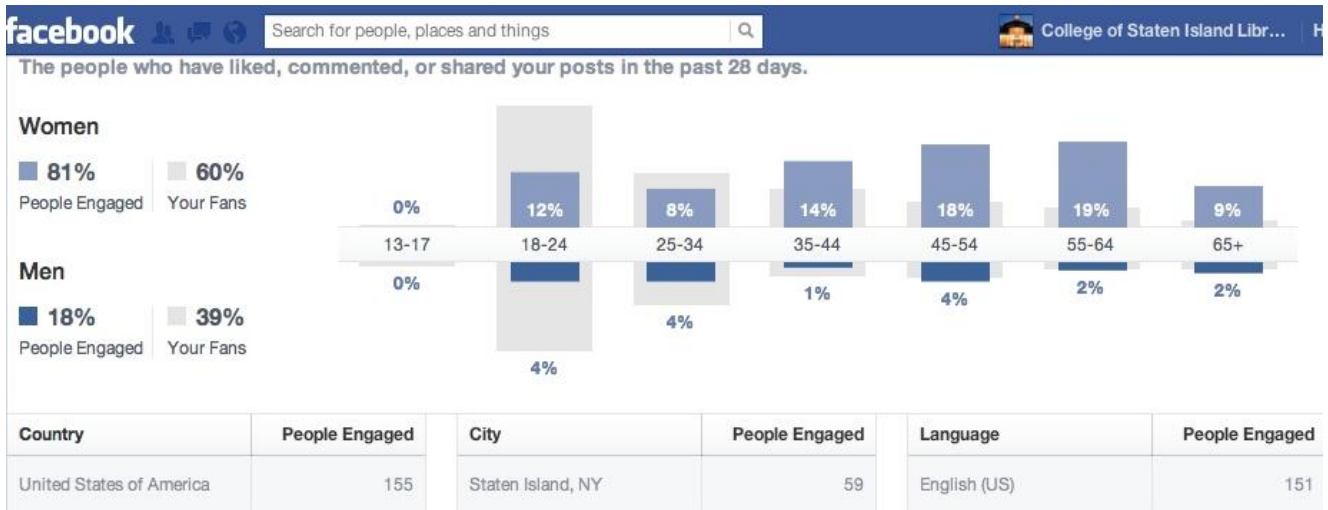 facebook Search for people, places and things College of Staten Island Libr... H
The people who have liked, commented, or shared your posts in the past 28 days.
Women
81% 60%
People Engaged Your Fans
0% 12% 8% 14% 18% 19% 9%
13-17 18-24 25-34 35-44 45-54 55-64 65+
Men
0% 1% 4% 2% 2%
18% 39%
4%
People Engaged Your Fans
4%
Country People Engaged City People Engaged Language People Engaged
United States of America 155 Staten Island, NY 59 English (US) 151